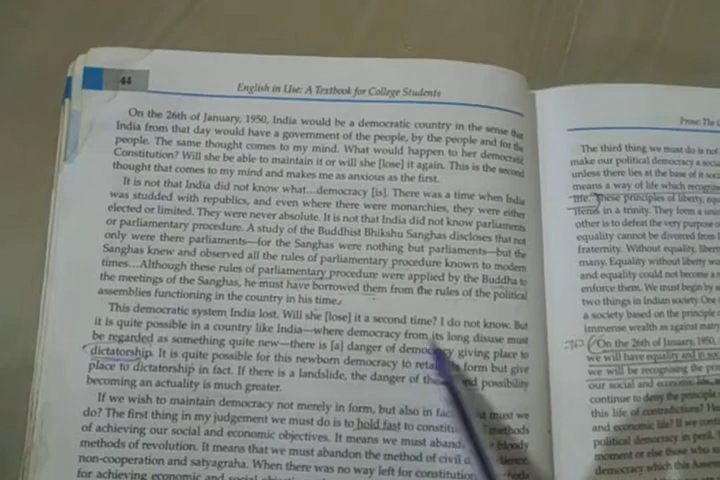 44
English in Use: A Textbook for College Students
On the 26th of January, 1950, India would be a democratic country in the sense that
India from that day would have a government of the people, by the people and for the
people. The same thought comes to my mind. What would happen to her democratic
Constitution? Will she be able to maintain it or will she [lose] it again. This is the second
thought that comes to my mind and makes me as anxious as the first.
It is not that India did not know what...democracy [is]. There was a time when India
was studded with republics, and even where there were monarchies, they were either
elected or limited. They were never absolute. It is not that India did not know parliaments
or parliamentary procedure. A study of the Buddhist Bhikshu Sanghas discloses that not
only were there parliaments—for the Sanghas were nothing but parliaments—but the
Sanghas knew and observed all the rules of parliamentary procedure known to modern
times...Although these rules of parliamentary procedure were applied by the Buddha to
the meetings of the Sanghas, he must have borrowed them from the rules of the political
assemblies functioning in the country in his time.
This democratic system India lost. Will she [lose] it a second time? I do not know. But
it is quite possible in a country like India—where democracy from its long disuse must
be regarded as something quite new—there is [a] danger of democracy giving place to
dictatorship. It is quite possible for this newborn democracy to retain its form but give
place to dictatorship in fact. If there is a landslide, the danger of the possibility
becoming an actuality is much greater.
If we wish to maintain democracy not merely in form, but also in must we
do? The first thing in my judgement we must do is to hold fast to methods
of achieving our social and economic objectives. It means we must bloody
methods of revolution. It means that we must abandon the method of civil
non-cooperation and satyagraha. When there was no way left for
for achieving economic and social
Prose: The
The third thing we must do is not
make our political democracy a
unless there lies at the base of it
means a way of life which
life. These principles of liberty,
items in a trinity. They form a
other is to defeat the very purpose
equality cannot be divorced from
fraternity. Without equality,
many. Equality without liberty
and equality could not become a
enforce them. We must begin by
two things in Indian society. One
a society based on the principle
immense wealth as against many
On the 26th of January, 1950,
we will have equality and in
we will be recognising the
our social and economic life,
continue to deny the principle
this life of contradictions?
and economic life? If we
political democracy in peril.
moment or else those who
democracy which this